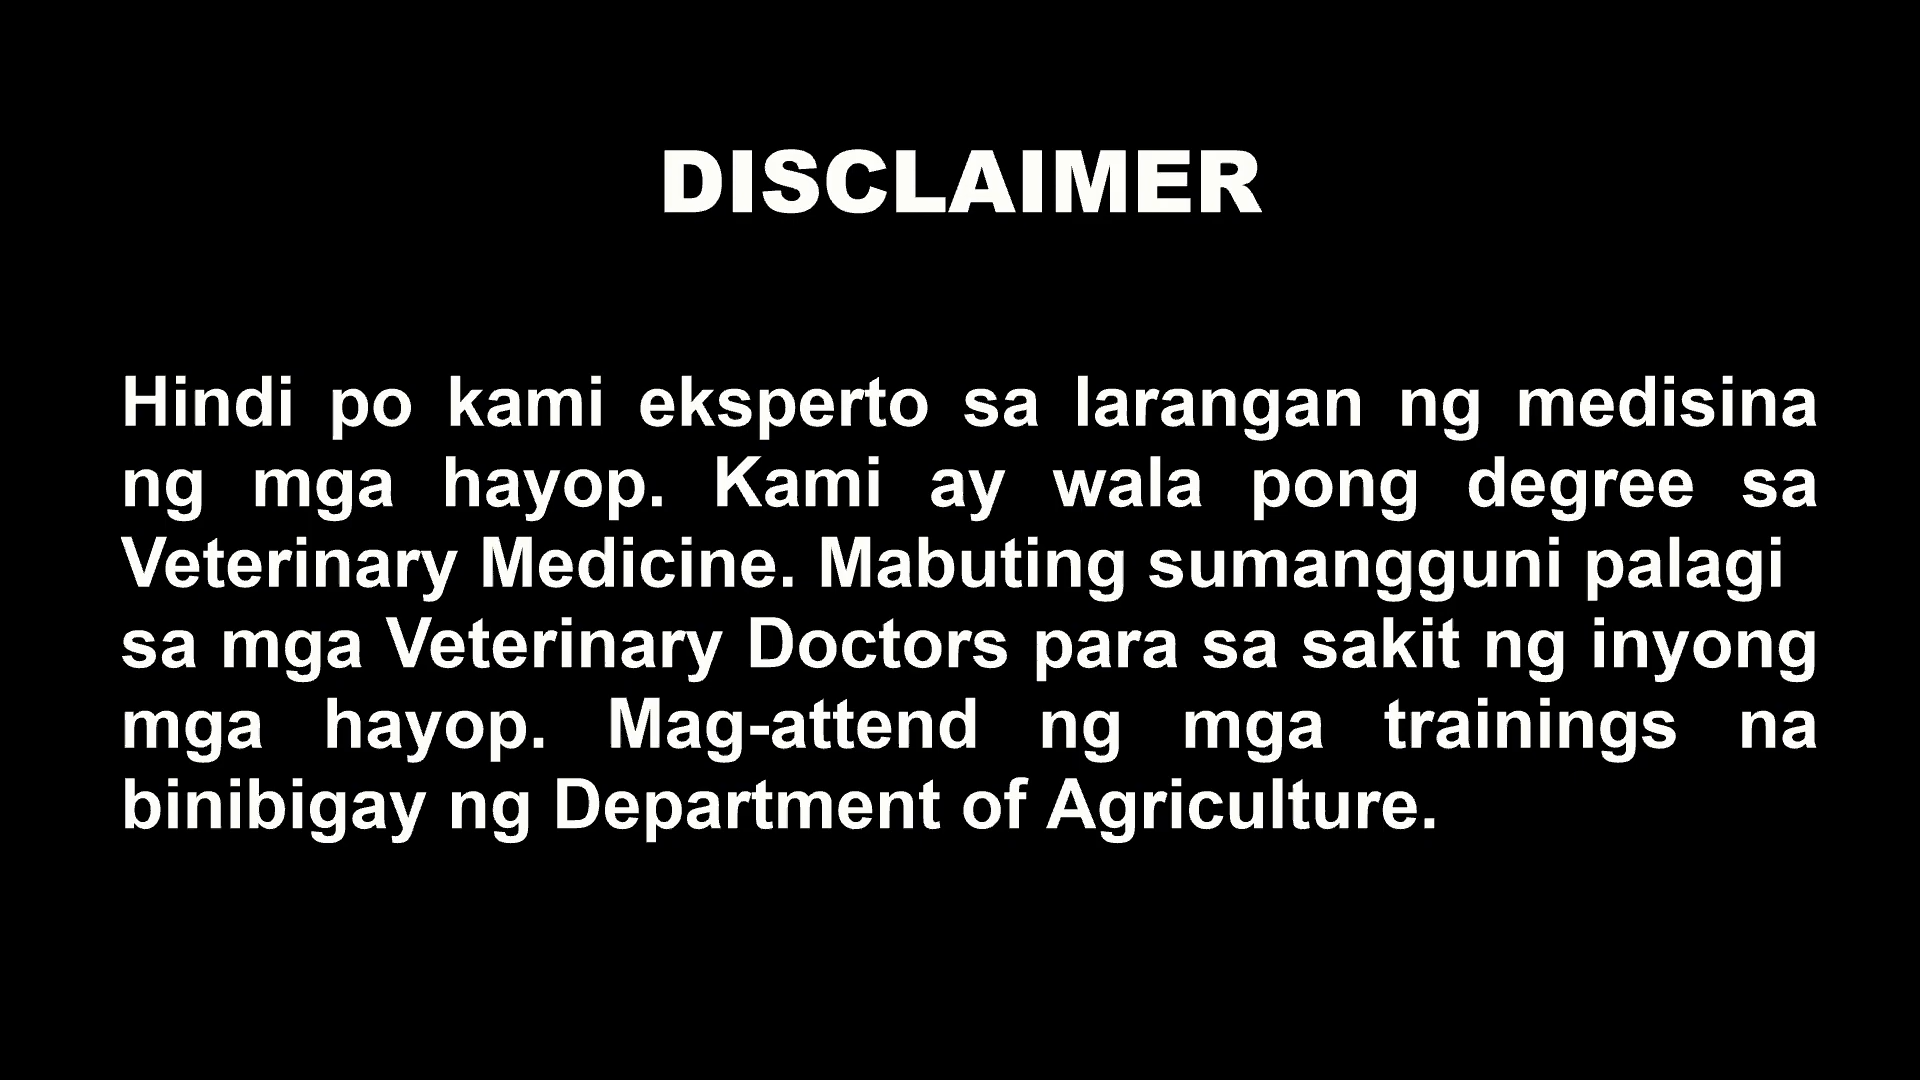 DISCLAIMER
Hindi po kami eksperto sa larangan ng medisina
ng mga hayop. Kami ay wala pong degree sa
Veterinary Medicine. Mabuting sumangguni palagi
sa mga Veterinary Doctors para sa sakit ng inyong
mga hayop. Mag-attend ng mga trainings na
binibigay ng Department of Agriculture.